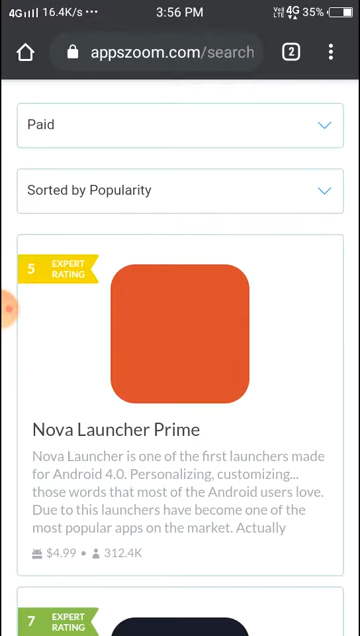 4G 16.4K/s ••• 3:56 PM VoLTE 4G 35%
appszoom.com/search 2
Paid
Sorted by Popularity
5 EXPERT RATING
Nova Launcher Prime
Nova Launcher is one of the first launchers made
for Android 4.0. Personalizing, customizing...
those words that most of the Android users love.
Due to this launchers have become one of the
most popular apps on the market. Actually
$4.99 • 312.4K
7 EXPERT RATING